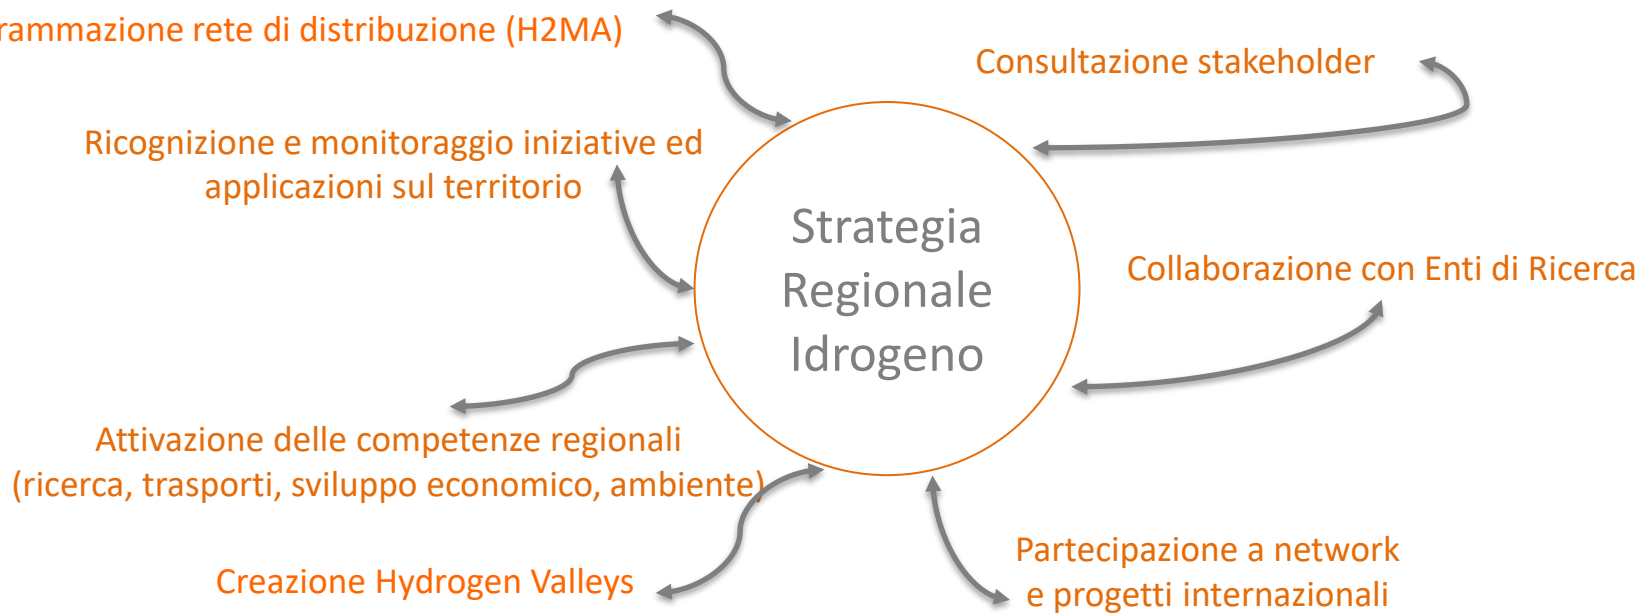 rammazione rete di distribuzione (H2MA)
Consultazione stakeholder
Ricognizione e monitoraggio iniziative ed
applicazioni sul territorio
Strategia
Regionale
Idrogeno
Collaborazione con Enti di Ricerca
Attivazione delle competenze regionali
(ricerca, trasporti, sviluppo economico, ambiente)
Creazione Hydrogen Valleys
Partecipazione a network
e progetti internazionali